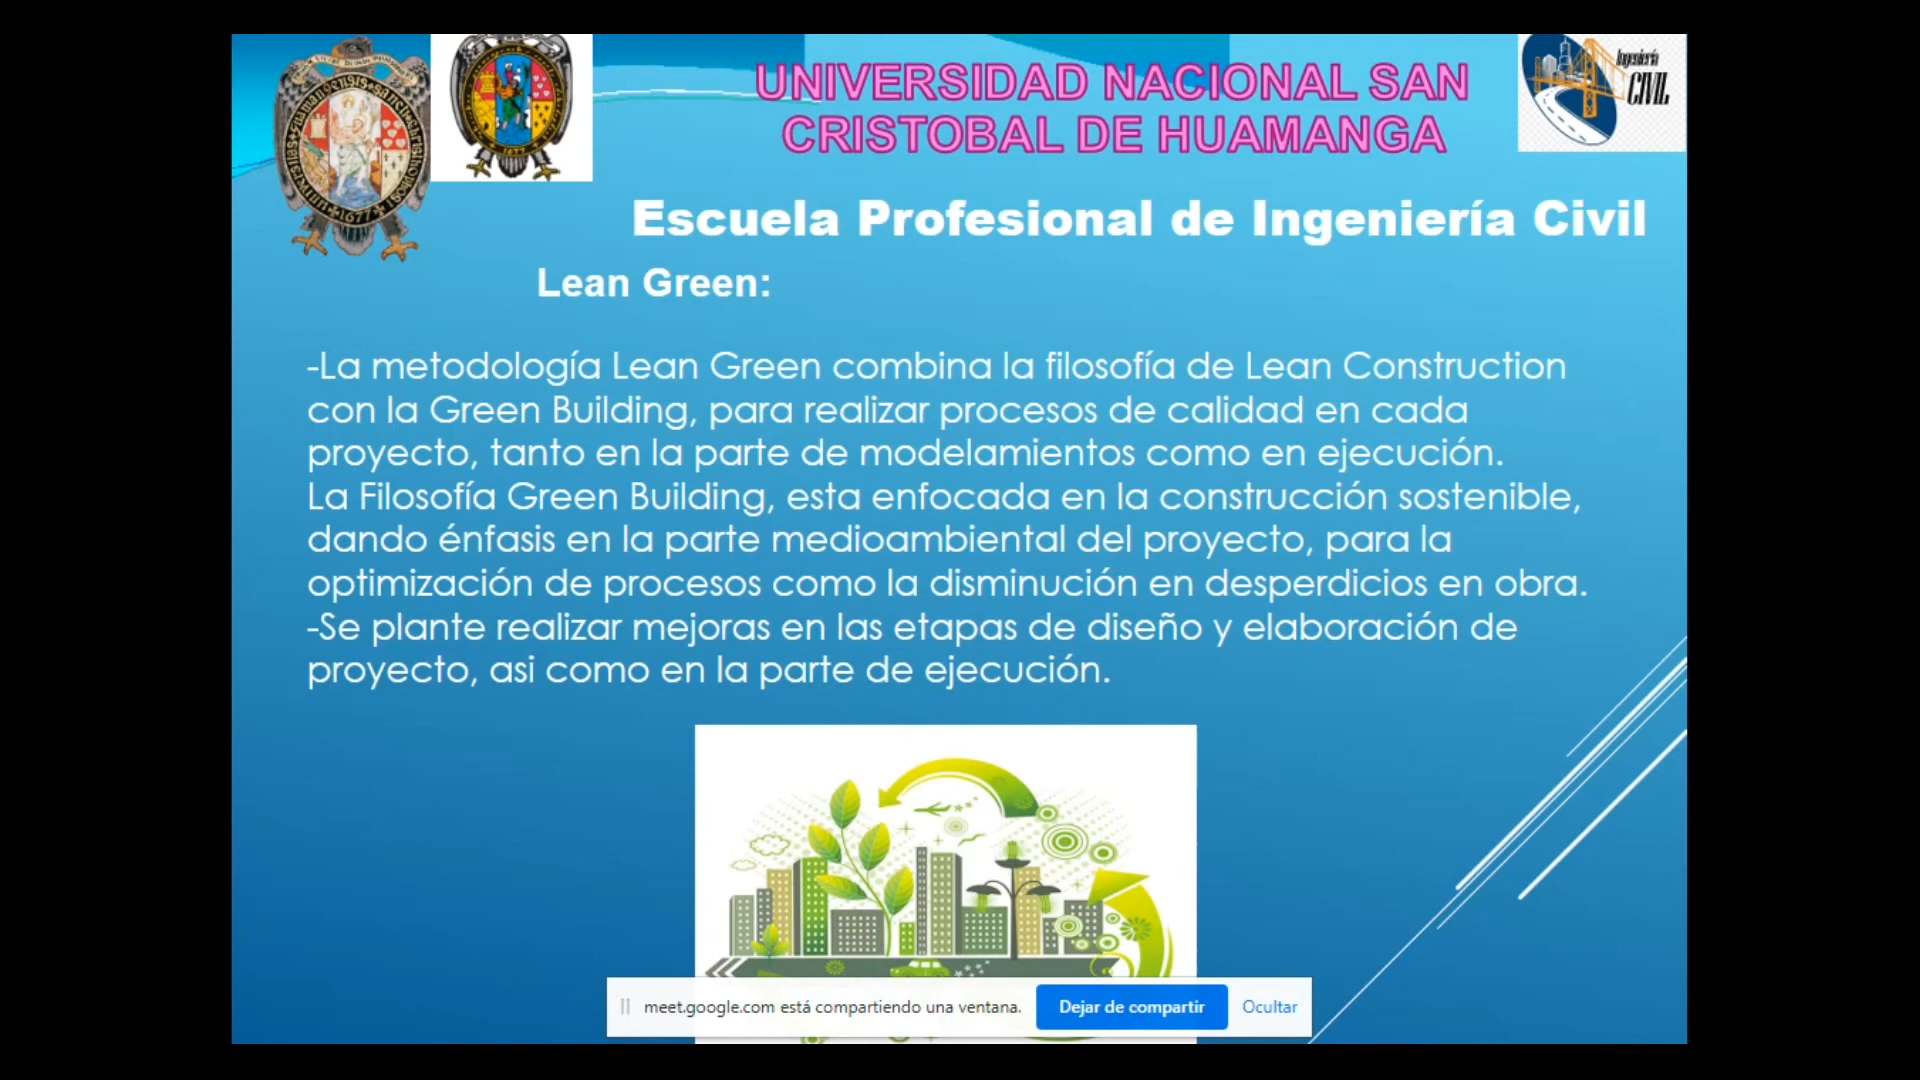 UNIVERSIDAD NACIONAL SAN
CRISTOBAL DE HUAMANGA
Ingeniería
CIVIL
1677
1677
Escuela Profesional de Ingeniería Civil
Lean Green:
-La metodología Lean Green combina la filosofía de Lean Construction
con la Green Building, para realizar procesos de calidad en cada
proyecto, tanto en la parte de modelamientos como en ejecución.
La Filosofía Green Building, esta enfocada en la construcción sostenible,
dando énfasis en la parte medioambiental del proyecto, para la
optimización de procesos como la disminución en desperdicios en obra.
-Se plante realizar mejoras en las etapas de diseño y elaboración de
proyecto, asi como en la parte de ejecución.
meet.google.com está compartiendo una ventana.
Dejar de compartir
Ocultar